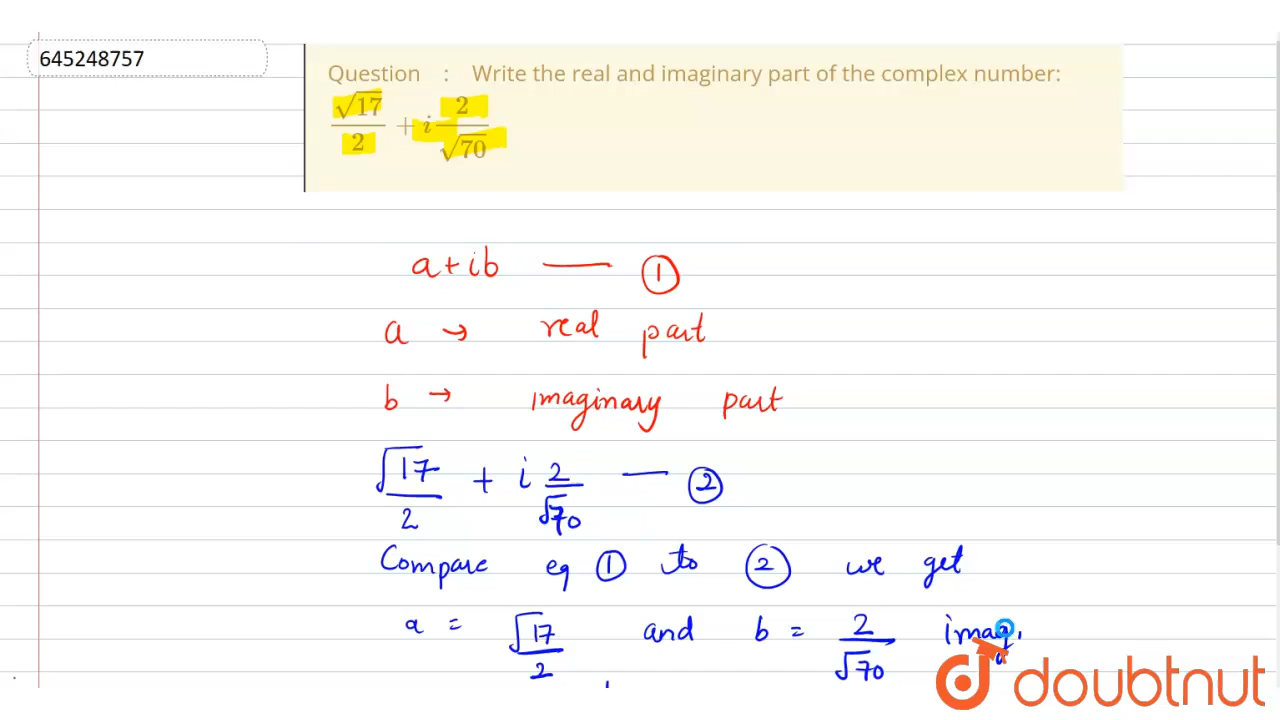 645248757
Question : Write the real and imaginary part of the complex number:
√17/2 + i 2/√70
a + ib — ①
a → real part
b → imaginary part
√17/2 + i 2/√70 — ②
Compare eq ① to ② we get
a = √17/2 and b = 2/√70 imag.
doubtnut